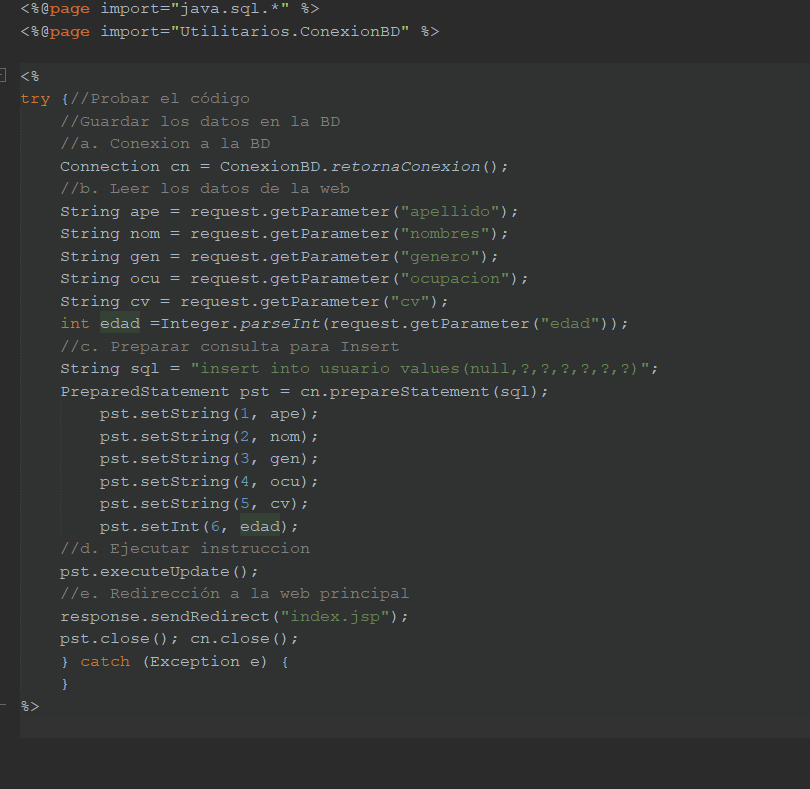 <%@page import="java.sql.*" %>
<%@page import="Utilitarios.ConexionBD" %>
<%
try {//Probar el código
//Guardar los datos en la BD
//a. Conexion a la BD
Connection cn = ConexionBD.retornaConexion();
//b. Leer los datos de la web
String ape = request.getParameter("apellido");
String nom = request.getParameter("nombres");
String gen = request.getParameter("genero");
String ocu = request.getParameter("ocupacion");
String cv = request.getParameter("cv");
int edad =Integer.parseInt(request.getParameter("edad"));
//c. Preparar consulta para Insert
String sql = "insert into usuario values(null,?,?,?,?,?,?)";
PreparedStatement pst = cn.prepareStatement(sql);
pst.setString(1, ape);
pst.setString(2, nom);
pst.setString(3, gen);
pst.setString(4, ocu);
pst.setString(5, cv);
pst.setInt(6, edad);
//d. Ejecutar instruccion
pst.executeUpdate();
//e. Redirección a la web principal
response.sendRedirect("index.jsp");
pst.close(); cn.close();
} catch (Exception e) {
}
%>